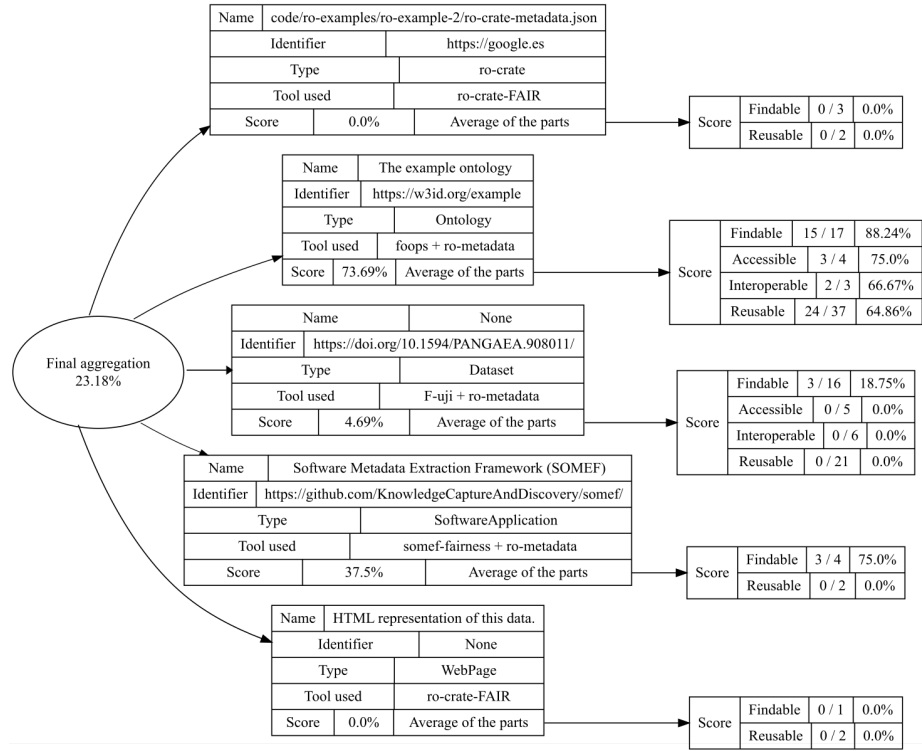 Final aggregation
23.18%
Name code/ro-examples/ro-example-2/ro-crate-metadata.json
Identifier https://google.es
Type ro-crate
Tool used ro-crate-FAIR
Score 0.0% Average of the parts
Score
Findable 0 / 3 0.0%
Reusable 0 / 2 0.0%
Name The example ontology
Identifier https://w3id.org/example
Type Ontology
Tool used foops + ro-metadata
Score 73.69% Average of the parts
Score
Findable 15 / 17 88.24%
Accessible 3 / 4 75.0%
Interoperable 2 / 3 66.67%
Reusable 24 / 37 64.86%
Name None
Identifier https://doi.org/10.1594/PANGAEA.908011/
Type Dataset
Tool used F-uji + ro-metadata
Score 4.69% Average of the parts
Score
Findable 3 / 16 18.75%
Accessible 0 / 5 0.0%
Interoperable 0 / 6 0.0%
Reusable 0 / 21 0.0%
Name Software Metadata Extraction Framework (SOMEF)
Identifier https://github.com/KnowledgeCaptureAndDiscovery/somef/
Type SoftwareApplication
Tool used somef-fairness + ro-metadata
Score 37.5% Average of the parts
Score
Findable 3 / 4 75.0%
Reusable 0 / 2 0.0%
Name HTML representation of this data.
Identifier None
Type WebPage
Tool used ro-crate-FAIR
Score 0.0% Average of the parts
Score
Findable 0 / 1 0.0%
Reusable 0 / 2 0.0%